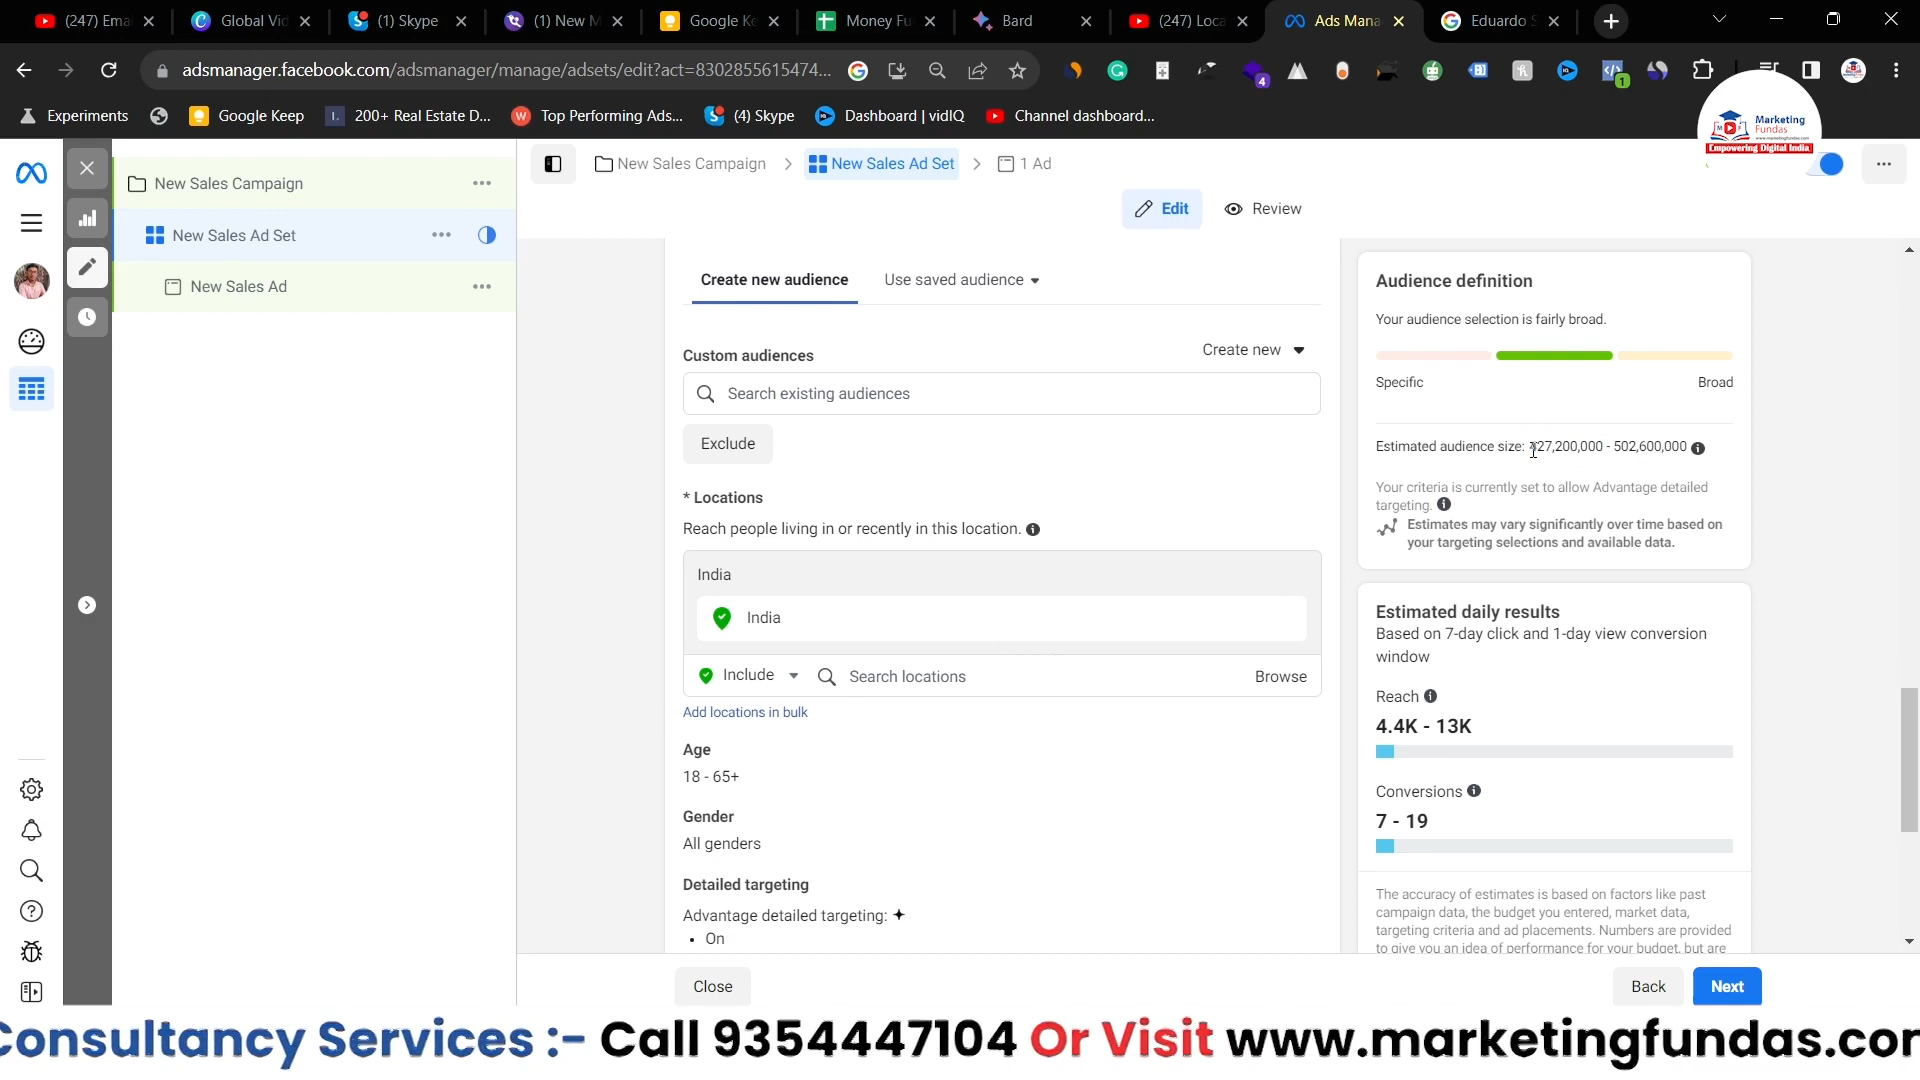 (247) Ema
Global Vid
(1) Skype
(1) New M
Google Ke
Money Fu
Bard
(247) Loca
Ads Mana
Eduardo S
adsmanager.facebook.com/adsmanager/manage/adsets/edit?act=8302855615474...
4
1
Experiments
Google Keep
200+ Real Estate D...
Top Performing Ads...
(4) Skype
Dashboard | vidIQ
Channel dashboard...
Marketing
Fundas
www.marketingfundas.com
Empowering Digital India
New Sales Campaign
New Sales Ad Set
New Sales Ad
New Sales Campaign > New Sales Ad Set > 1 Ad
Edit
Review
Create new audience
Use saved audience
Custom audiences
Create new
Search existing audiences
Exclude
* Locations
Reach people living in or recently in this location.
India
India
Include
Search locations
Browse
Add locations in bulk
Age
18 - 65+
Gender
All genders
Detailed targeting
Advantage detailed targeting:
• On
Audience definition
Your audience selection is fairly broad.
Specific
Broad
Estimated audience size: 427,200,000 - 502,600,000
Your criteria is currently set to allow Advantage detailed
targeting.
Estimates may vary significantly over time based on
your targeting selections and available data.
Estimated daily results
Based on 7-day click and 1-day view conversion
window
Reach
4.4K - 13K
Conversions
7 - 19
The accuracy of estimates is based on factors like past
campaign data, the budget you entered, market data,
targeting criteria and ad placements. Numbers are provided
to give you an idea of performance for your budget, but are
Close
Back
Next
Consultancy Services :- Call 9354447104 Or Visit www.marketingfundas.com